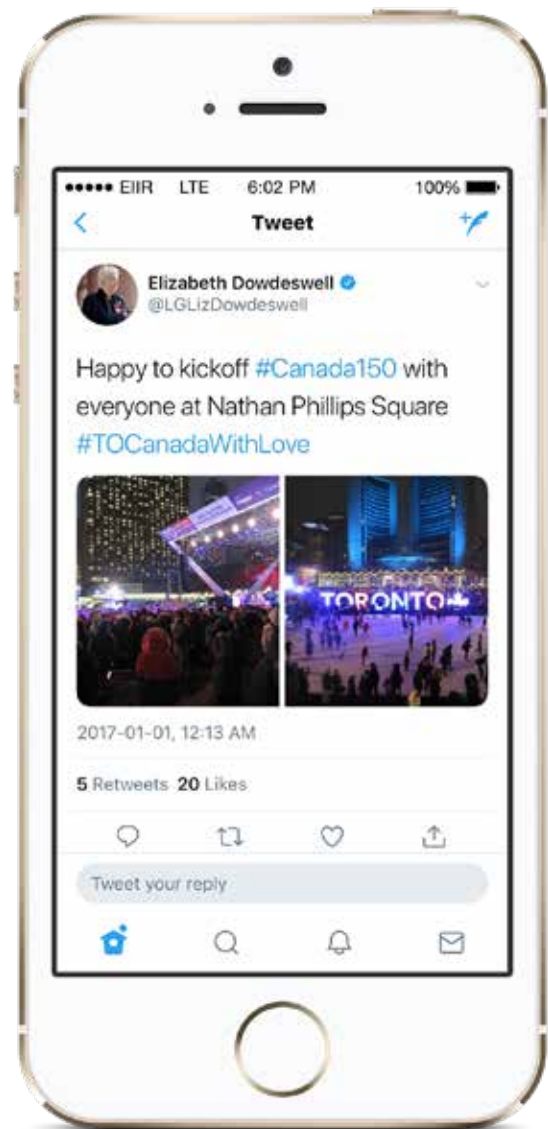 EIIR LTE 6:02 PM 100%
Tweet
Elizabeth Dowdeswell
@LGLizDowdeswell
Happy to kickoff #Canada150 with
everyone at Nathan Phillips Square
#TOCanadaWithLove
TORONTO
2017-01-01, 12:13 AM
5 Retweets 20 Likes
Tweet your reply